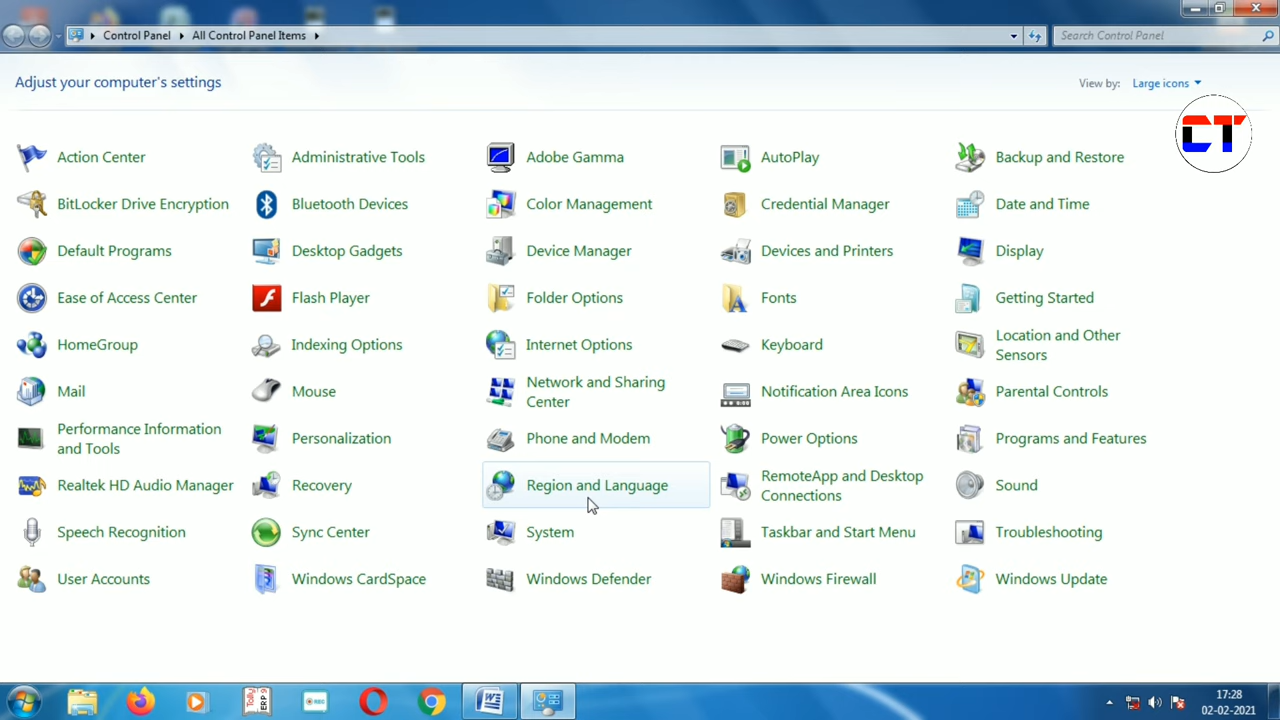 Control Panel
All Control Panel Items
Search Control Panel
Adjust your computer's settings
View by:
Large icons
CT
Action Center
Administrative Tools
Adobe Gamma
AutoPlay
Backup and Restore
BitLocker Drive Encryption
Bluetooth Devices
Color Management
Credential Manager
Date and Time
Default Programs
Desktop Gadgets
Device Manager
Devices and Printers
Display
Ease of Access Center
Flash Player
Folder Options
Fonts
Getting Started
HomeGroup
Indexing Options
Internet Options
Keyboard
Location and Other
Sensors
Mail
Mouse
Network and Sharing
Center
Notification Area Icons
Parental Controls
Performance Information
and Tools
Personalization
Phone and Modem
Power Options
Programs and Features
Realtek HD Audio Manager
Recovery
Region and Language
RemoteApp and Desktop
Connections
Sound
Speech Recognition
Sync Center
System
Taskbar and Start Menu
Troubleshooting
User Accounts
Windows CardSpace
Windows Defender
Windows Firewall
Windows Update
Tally
ERP 9
REC
17:28
02-02-2021